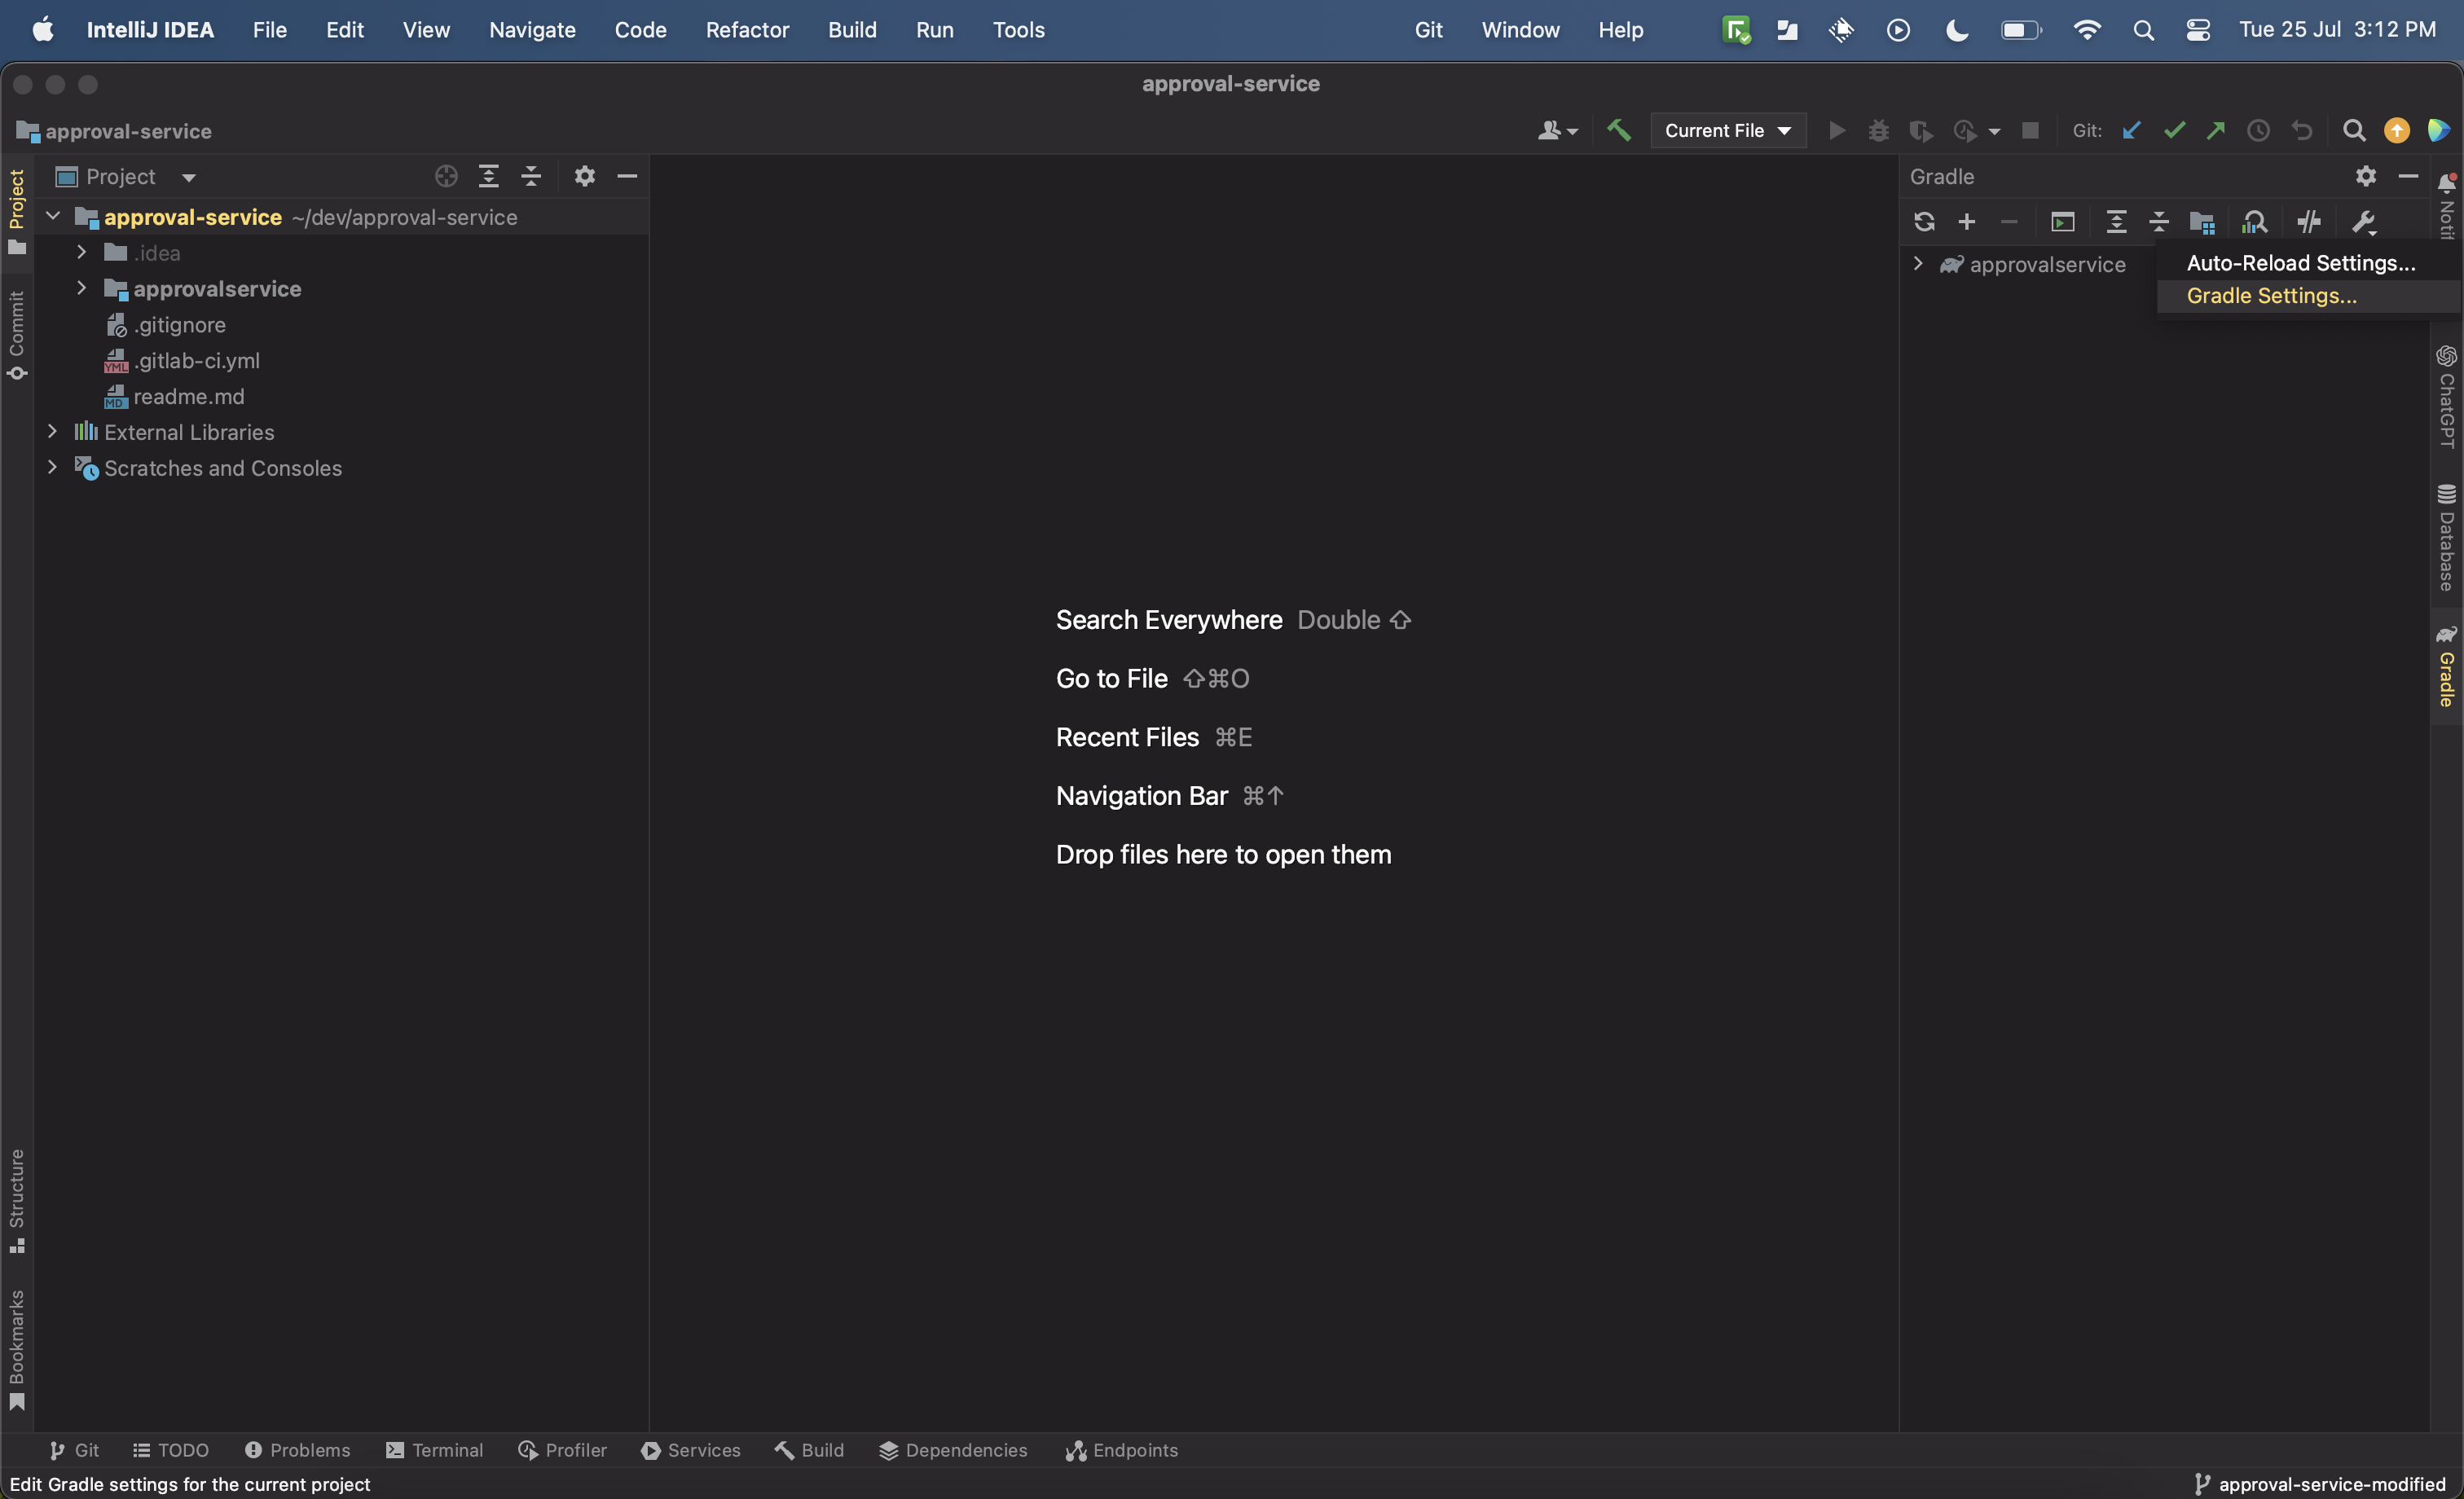 IntelliJ IDEA File Edit View Navigate Code Refactor Build Run Tools Git Window Help Tue 25 Jul 3:12 PM
approval-service
approval-service
Current File
Git:
Project
approval-service ~/dev/approval-service
.idea
approvalservice
.gitignore
YML .gitlab-ci.yml
MD readme.md
External Libraries
Scratches and Consoles
Project
Commit
Structure
Bookmarks
Search Everywhere Double ⇧
Go to File ⇧⌘O
Recent Files ⌘E
Navigation Bar ⌘↑
Drop files here to open them
Gradle
approvalservice
Auto-Reload Settings...
Gradle Settings...
Notif
ChatGPT
Database
Gradle
Git TODO Problems Terminal Profiler Services Build Dependencies Endpoints
Edit Gradle settings for the current project
approval-service-modified